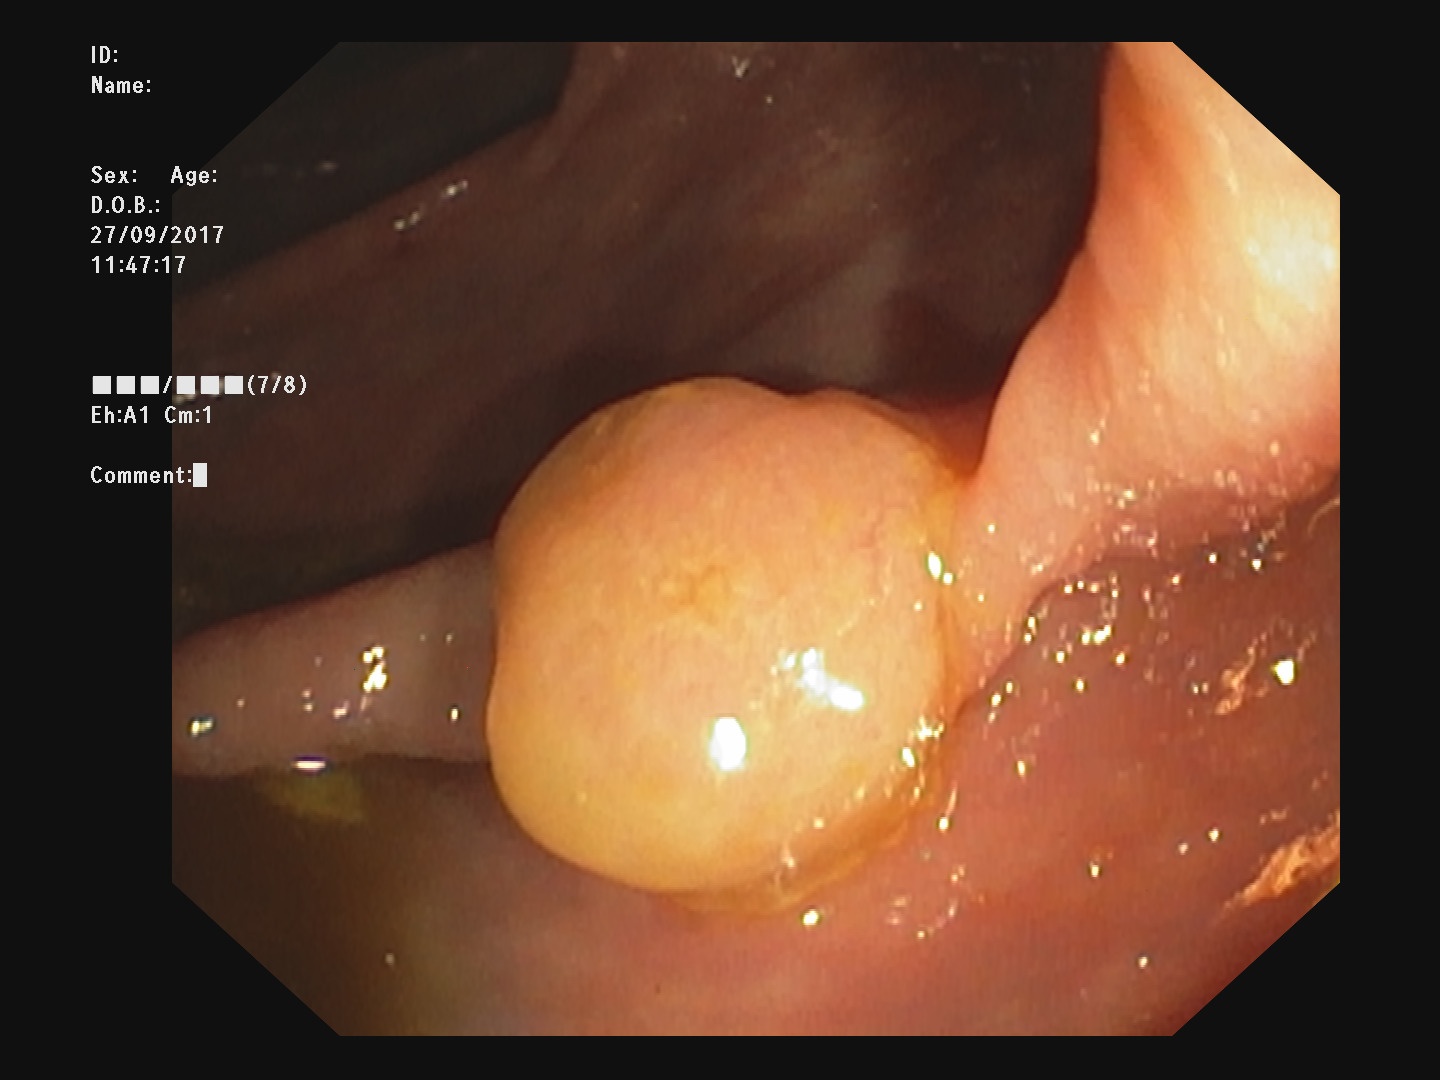 ID:
Name:
Sex: Age:
D.O.B.:
27/09/2017
11:47:17
■■■/■■■(7/8)
Eh:A1 Cm:1
Comment: